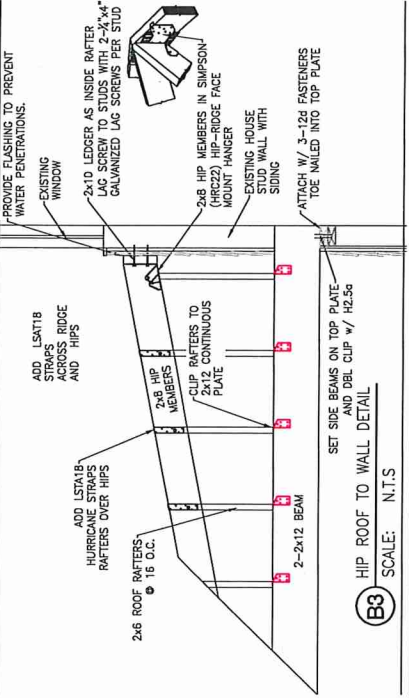 PROVIDE FLASHING TO PREVENT
WATER PENETRATIONS.
EXISTING
WINDOW
2x10 LEDGER AS INSIDE RAFTER
LAG SCREW TO STUDS WITH 2-¼"x4"
GALVANIZED LAG SCREWS PER STUD
2x8 HIP MEMBERS IN SIMPSON
(HRC22) HIP-RIDGE FACE
MOUNT HANGER
EXISTING HOUSE
STUD WALL WITH
SIDING
ATTACH W/ 3-12d FASTENERS
TOE NAILED INTO TOP PLATE
ADD LSAT18
STRAPS
ACROSS RIDGE
AND HIPS
ADD LSTA18
HURRICANE STRAPS
RAFTERS OVER HIPS
2x8 HIP
MEMBERS
CLIP RAFTERS TO
2x12 CONTINUOUS
PLATE
2x6 ROOF RAFTERS
@ 16 O.C.
2-2x12 BEAM
SET SIDE BEAMS ON TOP PLATE
AND DBL CLIP w/ H2.5a
B3
HIP ROOF TO WALL DETAIL
SCALE: N.T.S